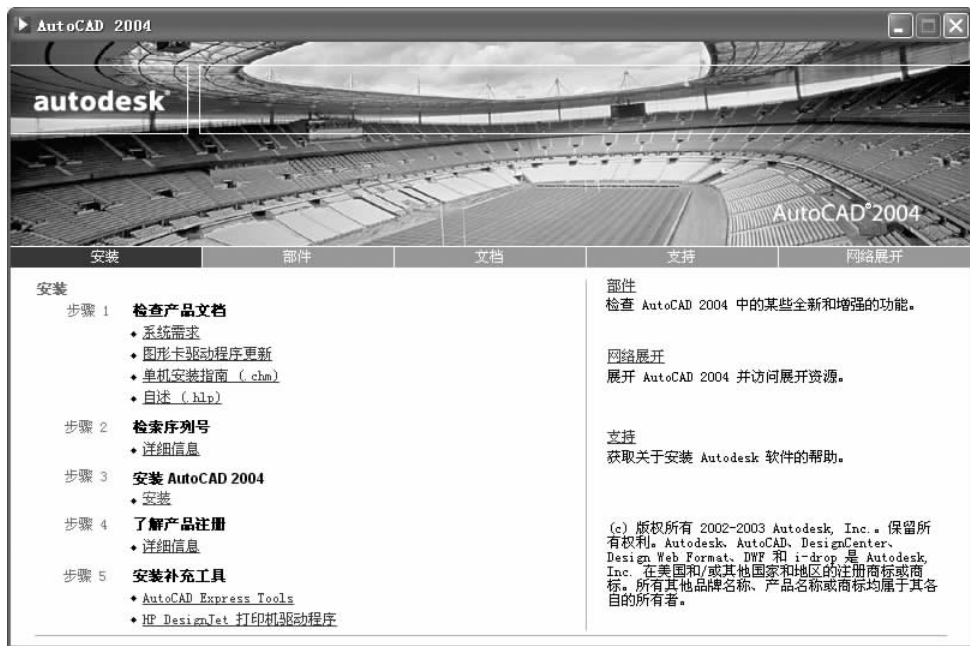 AutoCAD 2004
autodesk®
AutoCAD®2004
安装
部件
文档
支持
网络展开
安装
步骤 1 检查产品文档
系统需求
图形卡驱动程序更新
单机安装指南 (.chm)
自述 (.hlp)
步骤 2 检索序列号
详细信息
步骤 3 安装 AutoCAD 2004
安装
步骤 4 了解产品注册
详细信息
步骤 5 安装补充工具
AutoCAD Express Tools
HP DesignJet 打印机驱动程序
部件
检查 AutoCAD 2004 中的某些全新和增强的功能。
网络展开
展开 AutoCAD 2004 并访问展开资源。
支持
获取关于安装 Autodesk 软件的帮助。
(c) 版权所有 2002-2003 Autodesk, Inc.。保留所
有权利。Autodesk、AutoCAD、DesignCenter、
Design Web Format、DWF 和 i-drop 是 Autodesk,
Inc. 在美国和/或其他国家和地区的注册商标或商
标。所有其他品牌名称、产品名称或商标均属于其各
自的所有者。